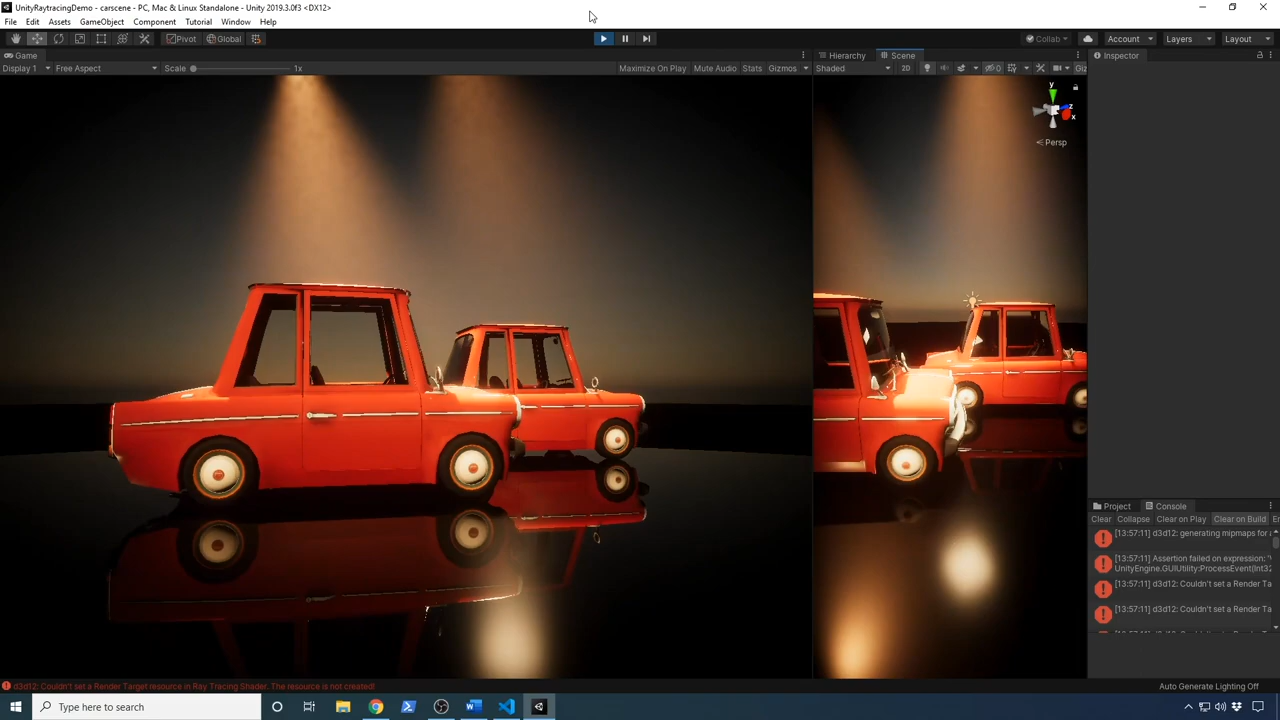 UnityRaytracingDemo - carscene - PC, Mac & Linux Standalone - Unity 2019.3.0f3 <DX12>
File Edit Assets GameObject Component Tutorial Window Help
Pivot Global Collab Account Layers Layout
Game Hierarchy Scene Inspector
Display 1 Free Aspect Scale 1x Maximize On Play Mute Audio Stats Gizmos Shaded 2D 0 Giz
y
z
x
Persp
Project Console
Clear Collapse Clear on Play Clear on Build Er
[13:57:11] d3d12: generating mipmaps for a
[13:57:11] Assertion failed on expression: '
UnityEngine.GUIUtility:ProcessEvent(Int32
[13:57:11] d3d12: Couldn't set a Render Ta
[13:57:11] d3d12: Couldn't set a Render Ta
d3d12: Couldn't set a Render Target resource in Ray Tracing Shader. The resource is not created!
Auto Generate Lighting Off
Type here to search